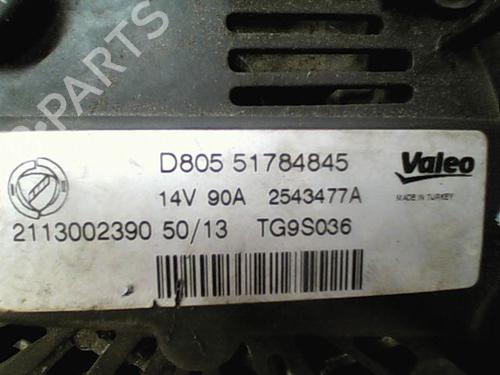 D805 51784845
Valeo
14V 90A 2543477A
MADE IN TURKEY
2113002390 50/13 TG9S036
PARTS